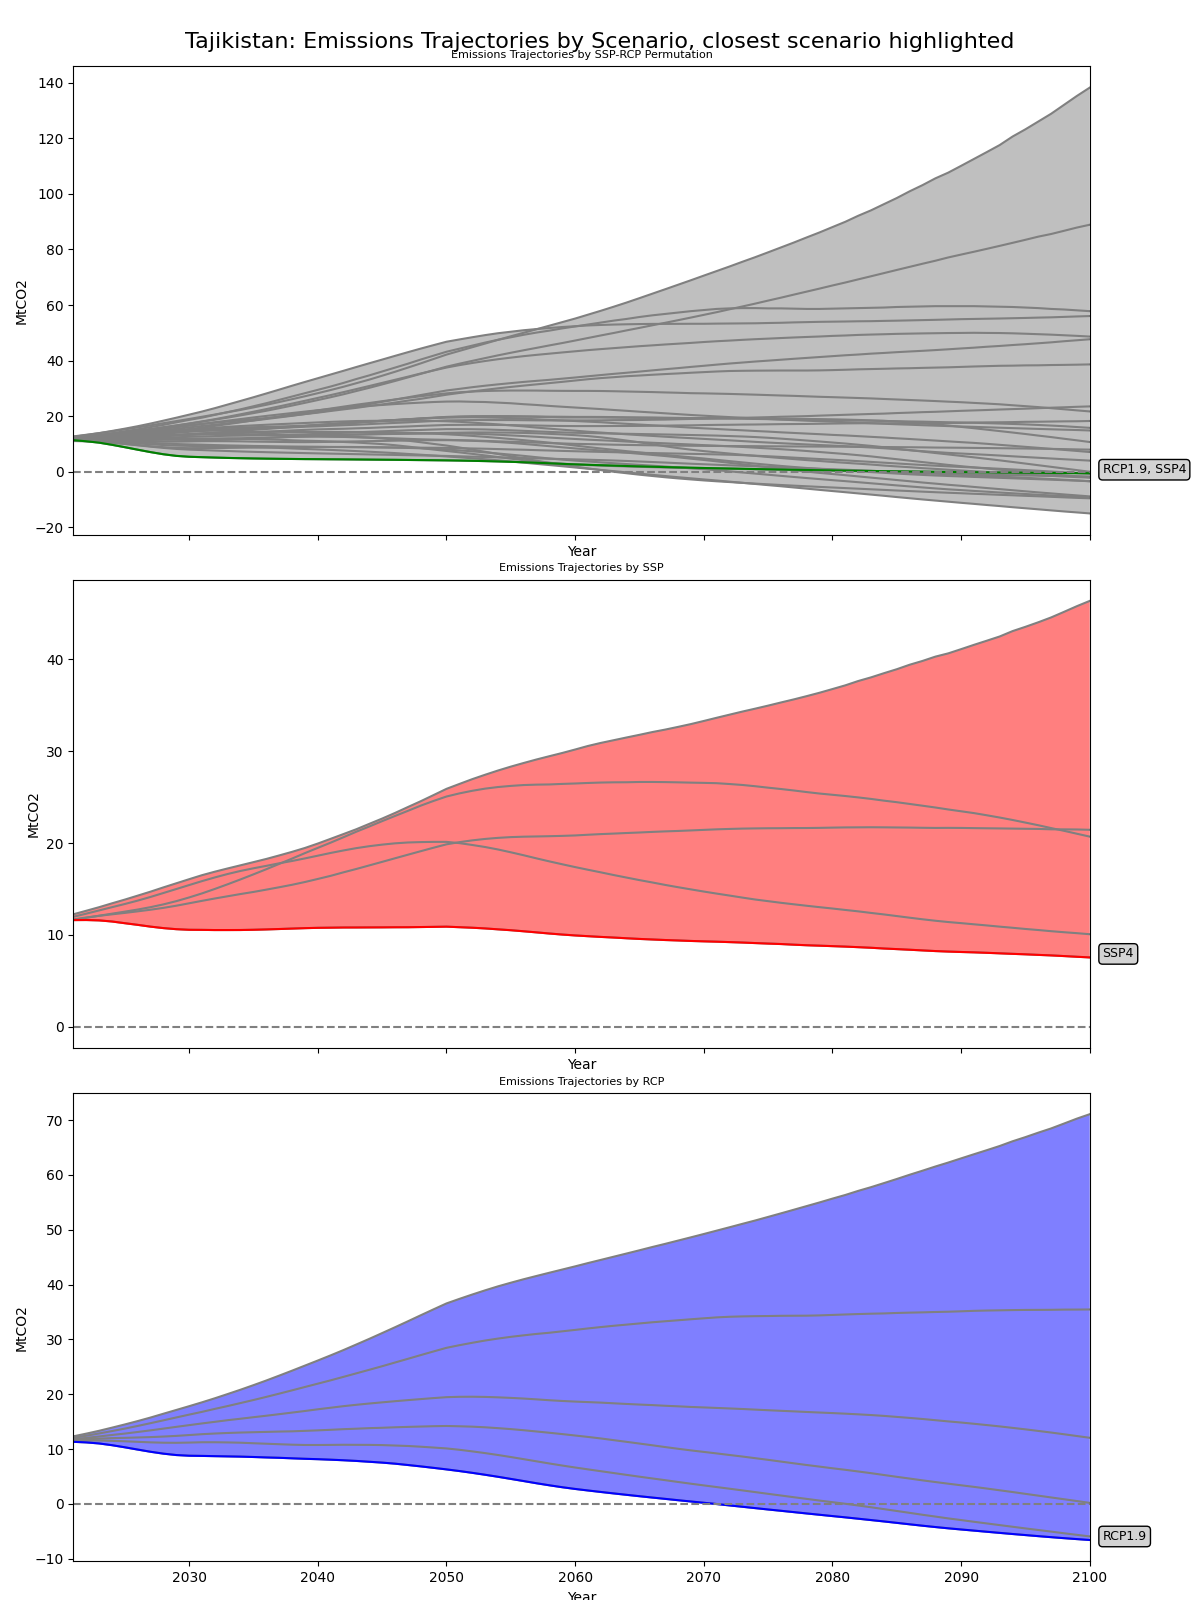 Tajikistan: Emissions Trajectories by Scenario, closest scenario highlighted
Emissions Trajectories by SSP-RCP Permutation
140
120
100
80
60
40
20
0
−20
MtCO2
RCP1.9, SSP4
Year
Emissions Trajectories by SSP
40
30
20
10
0
MtCO2
SSP4
Year
Emissions Trajectories by RCP
70
60
50
40
30
20
10
0
−10
MtCO2
RCP1.9
2030 2040 2050 2060 2070 2080 2090 2100
Year